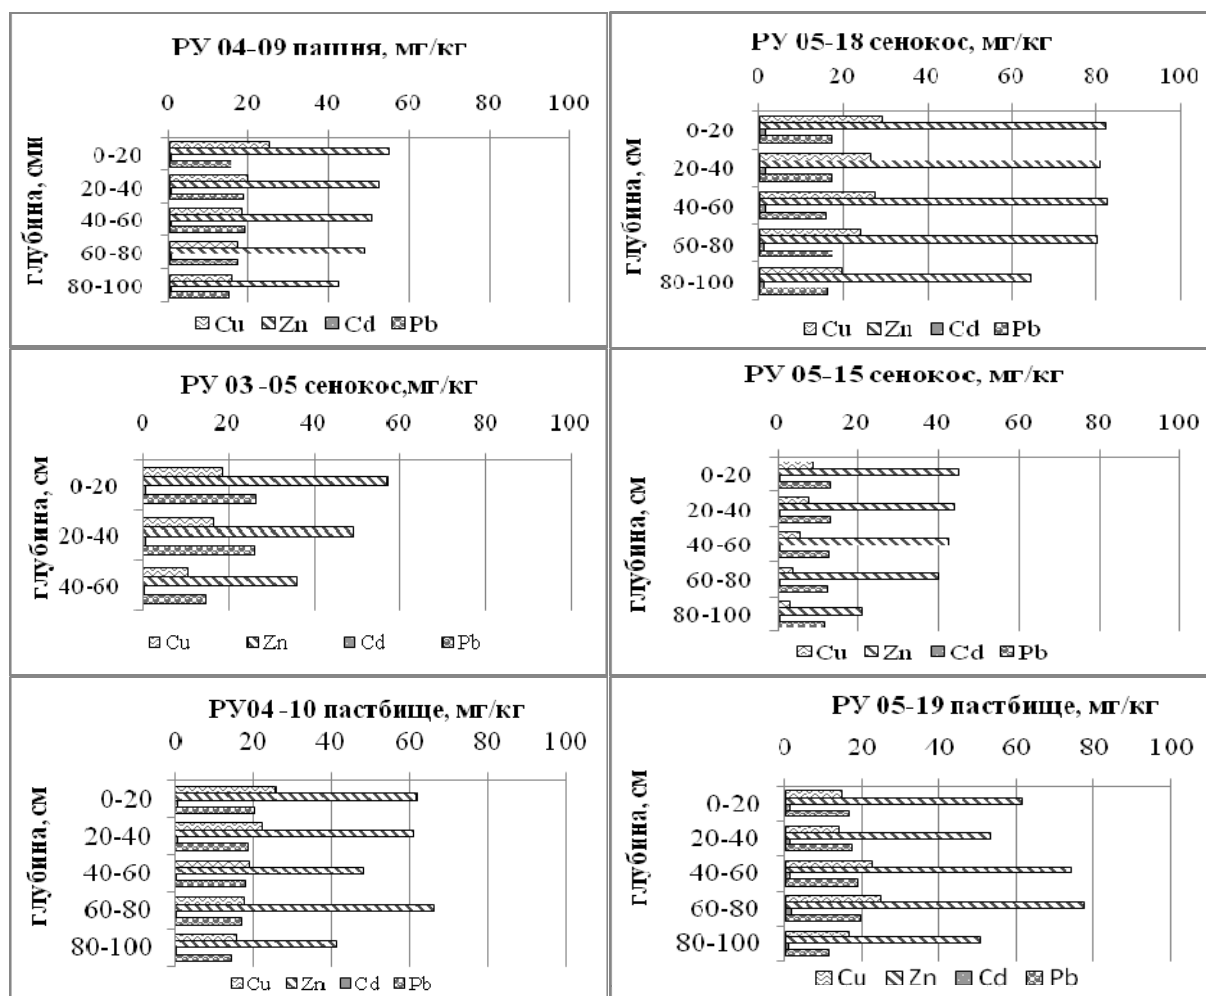 РУ 04-09 пашня, мг/кг
0 20 40 60 80 100
глубина, сми
0-20
20-40
40-60
60-80
80-100
Cu Zn Cd Pb
РУ 05-18 сенокос, мг/кг
0 20 40 60 80 100
глубина, см
0-20
20-40
40-60
60-80
80-100
Cu Zn Cd Pb
РУ 03 -05 сенокос,мг/кг
0 20 40 60 80 100
глубина, см
0-20
20-40
40-60
Cu Zn Cd Pb
РУ 05-15 сенокос, мг/кг
0 20 40 60 80 100
глубина, см
0-20
20-40
40-60
60-80
80-100
Cu Zn Cd Pb
РУ04 -10 пастбище, мг/кг
0 20 40 60 80 100
глубина, см
0-20
20-40
40-60
60-80
80-100
Cu Zn Cd Pb
РУ 05-19 пастбище, мг/кг
0 20 40 60 80 100
глубина, см
0-20
20-40
40-60
60-80
80-100
Cu Zn Cd Pb